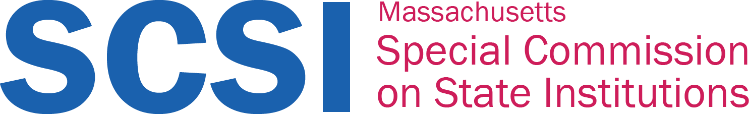 SCSI
Massachusetts
Special Commission
on State Institutions